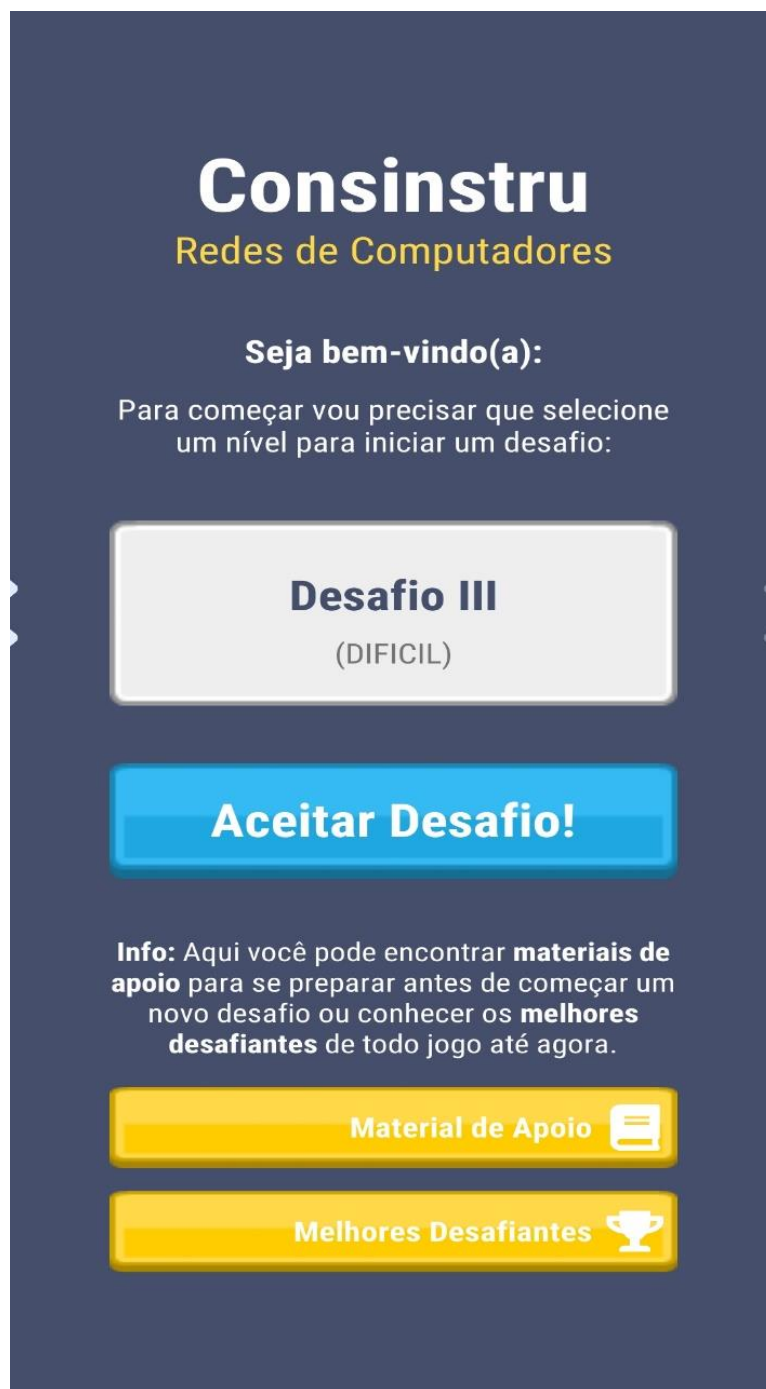 Consinstru
Redes de Computadores
Seja bem-vindo(a):
Para começar vou precisar que selecione
um nível para iniciar um desafio:
Desafio III
(DIFICIL)
Aceitar Desafio!
Info: Aqui você pode encontrar materiais de
apoio para se preparar antes de começar um
novo desafio ou conhecer os melhores
desafiantes de todo jogo até agora.
Material de Apoio
Melhores Desafiantes